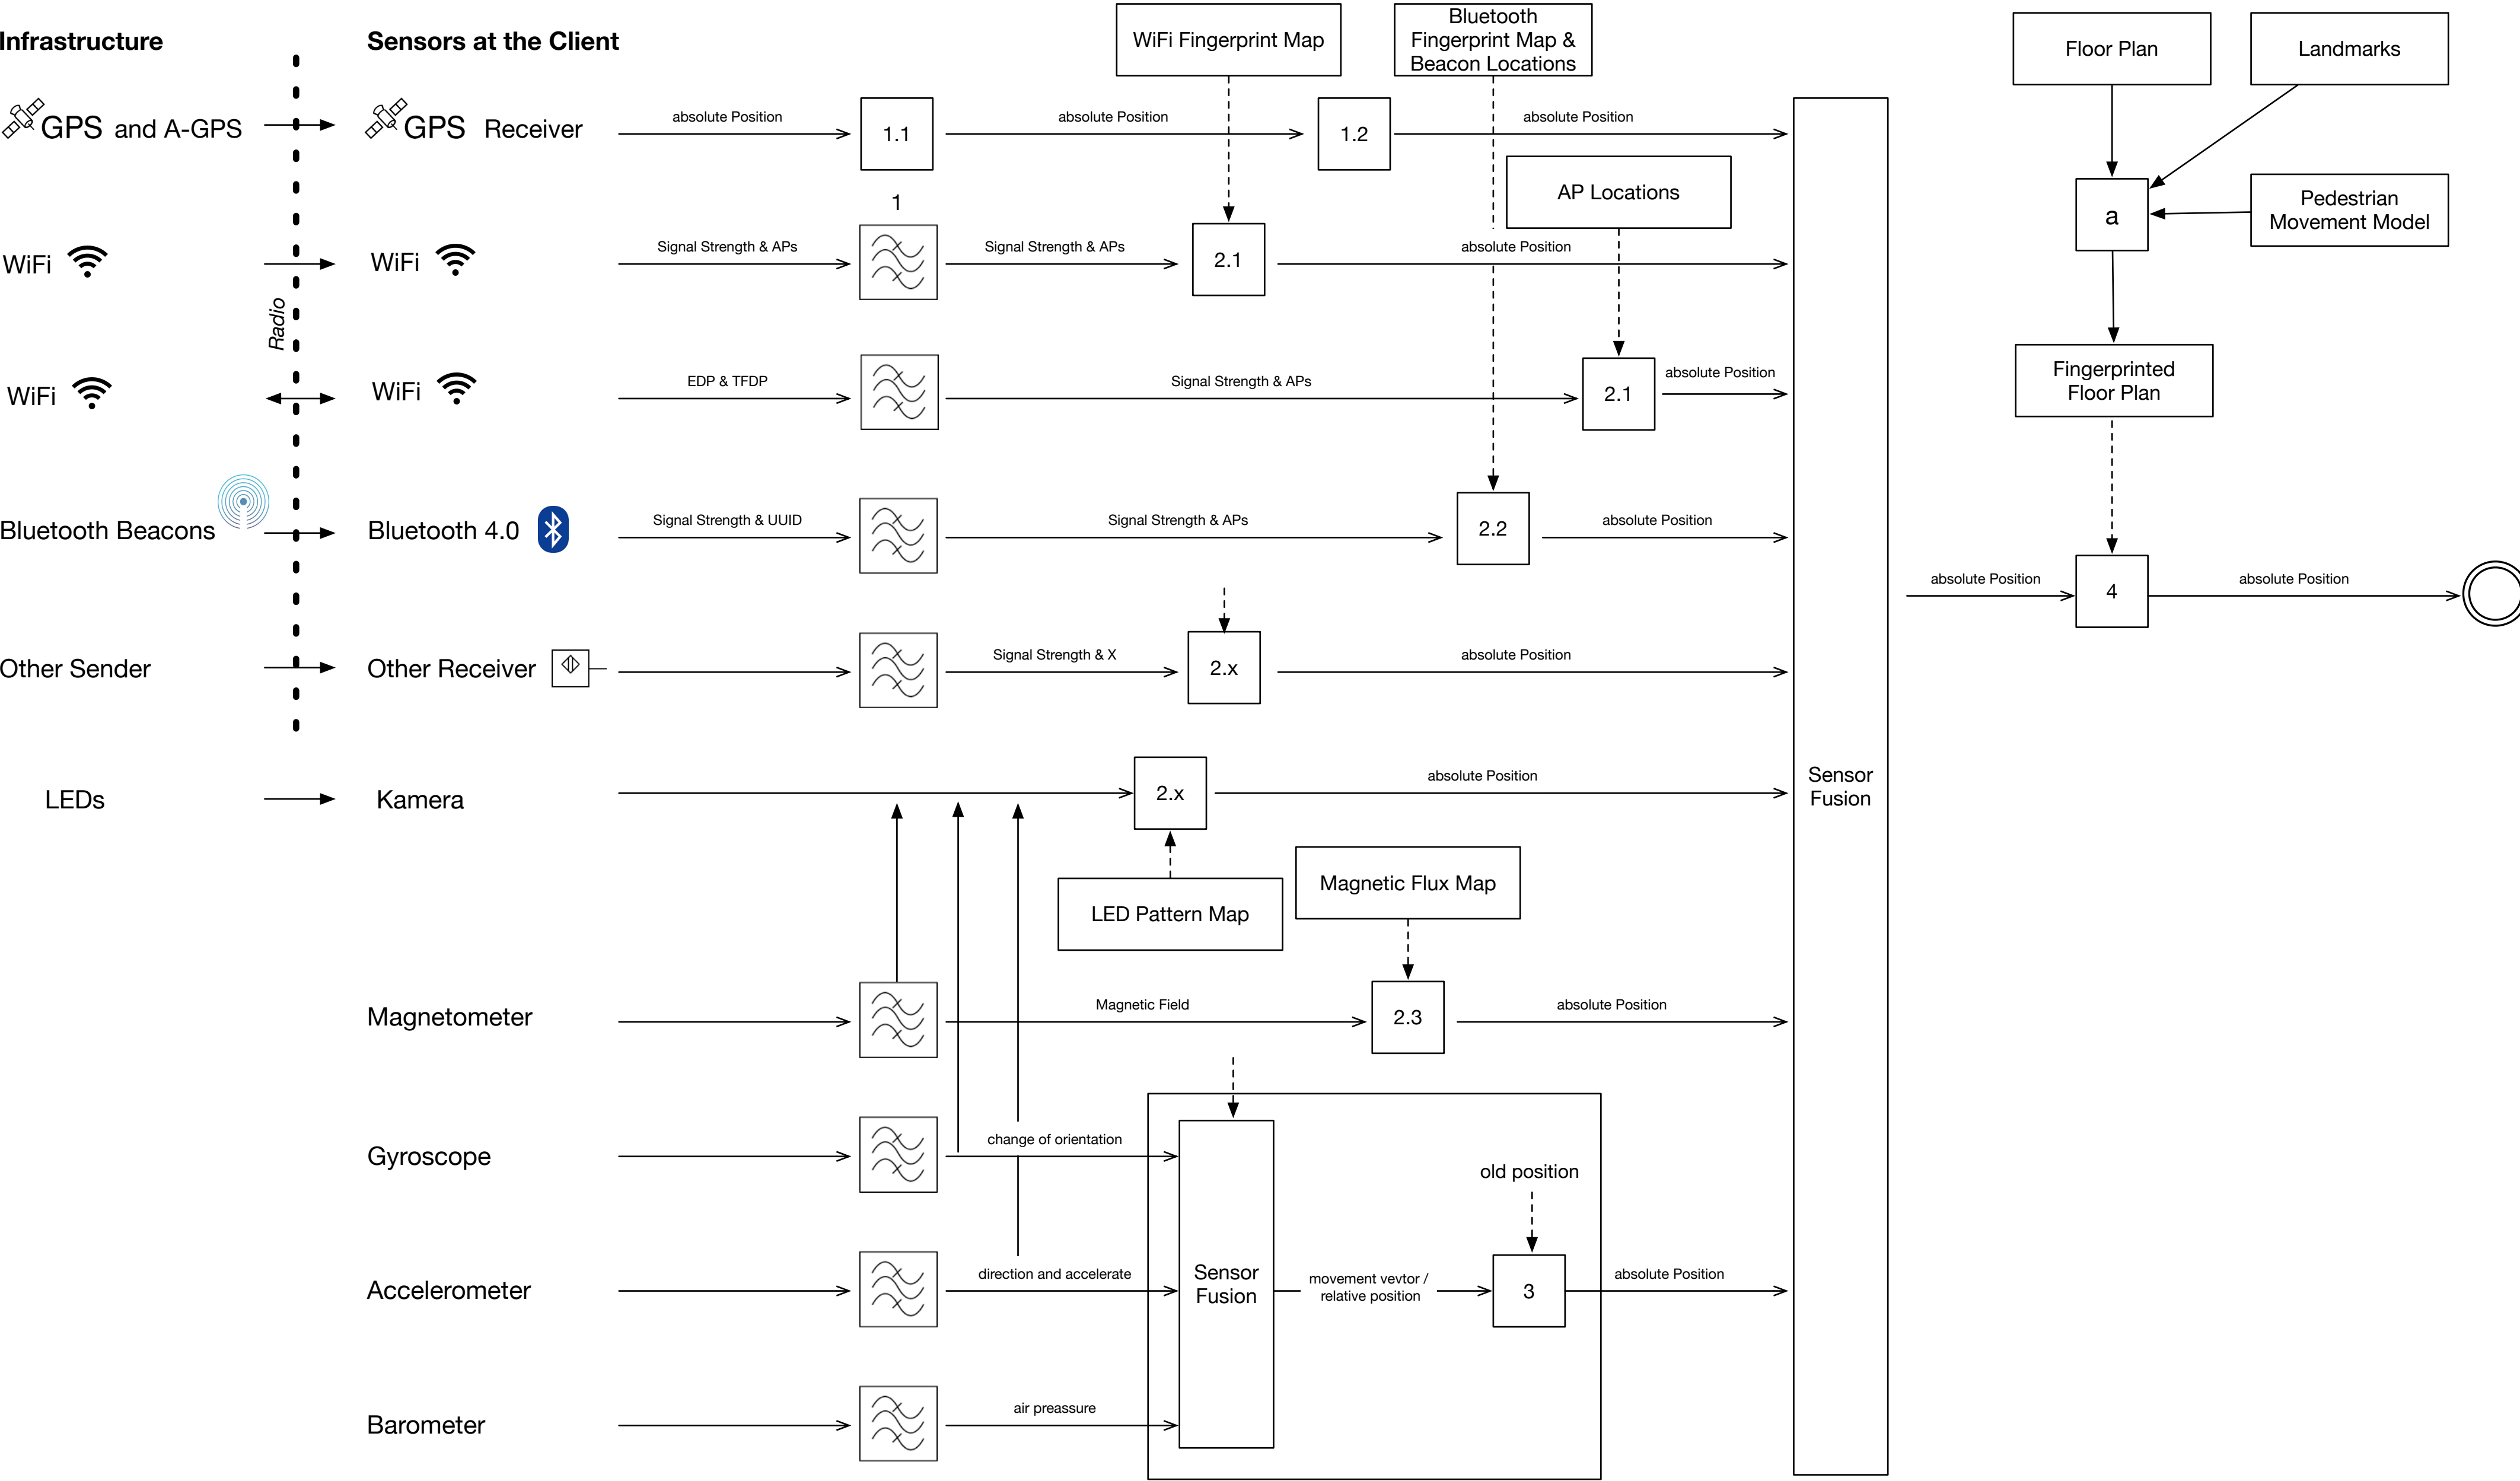 Infrastructure
Sensors at the Client
WiFi Fingerprint Map
Bluetooth
Fingerprint Map &
Beacon Locations
Floor Plan
Landmarks
GPS and A-GPS
GPS Receiver
absolute Position
1.1
absolute Position
1.2
absolute Position
AP Locations
a
Pedestrian
Movement Model
1
WiFi
WiFi
Signal Strength & APs
Signal Strength & APs
2.1
absolute Position
Radio
WiFi
WiFi
EDP & TFDP
Signal Strength & APs
2.1
absolute Position
Fingerprinted
Floor Plan
Bluetooth Beacons
Bluetooth 4.0
Signal Strength & UUID
Signal Strength & APs
2.2
absolute Position
absolute Position
4
absolute Position
Other Sender
Other Receiver
Signal Strength & X
2.x
absolute Position
LEDs
Kamera
2.x
absolute Position
Sensor
Fusion
LED Pattern Map
Magnetic Flux Map
Magnetometer
Magnetic Field
2.3
absolute Position
Gyroscope
change of orientation
old position
Accelerometer
direction and accelerate
Sensor
Fusion
movement vevtor /
relative position
3
absolute Position
Barometer
air preassure